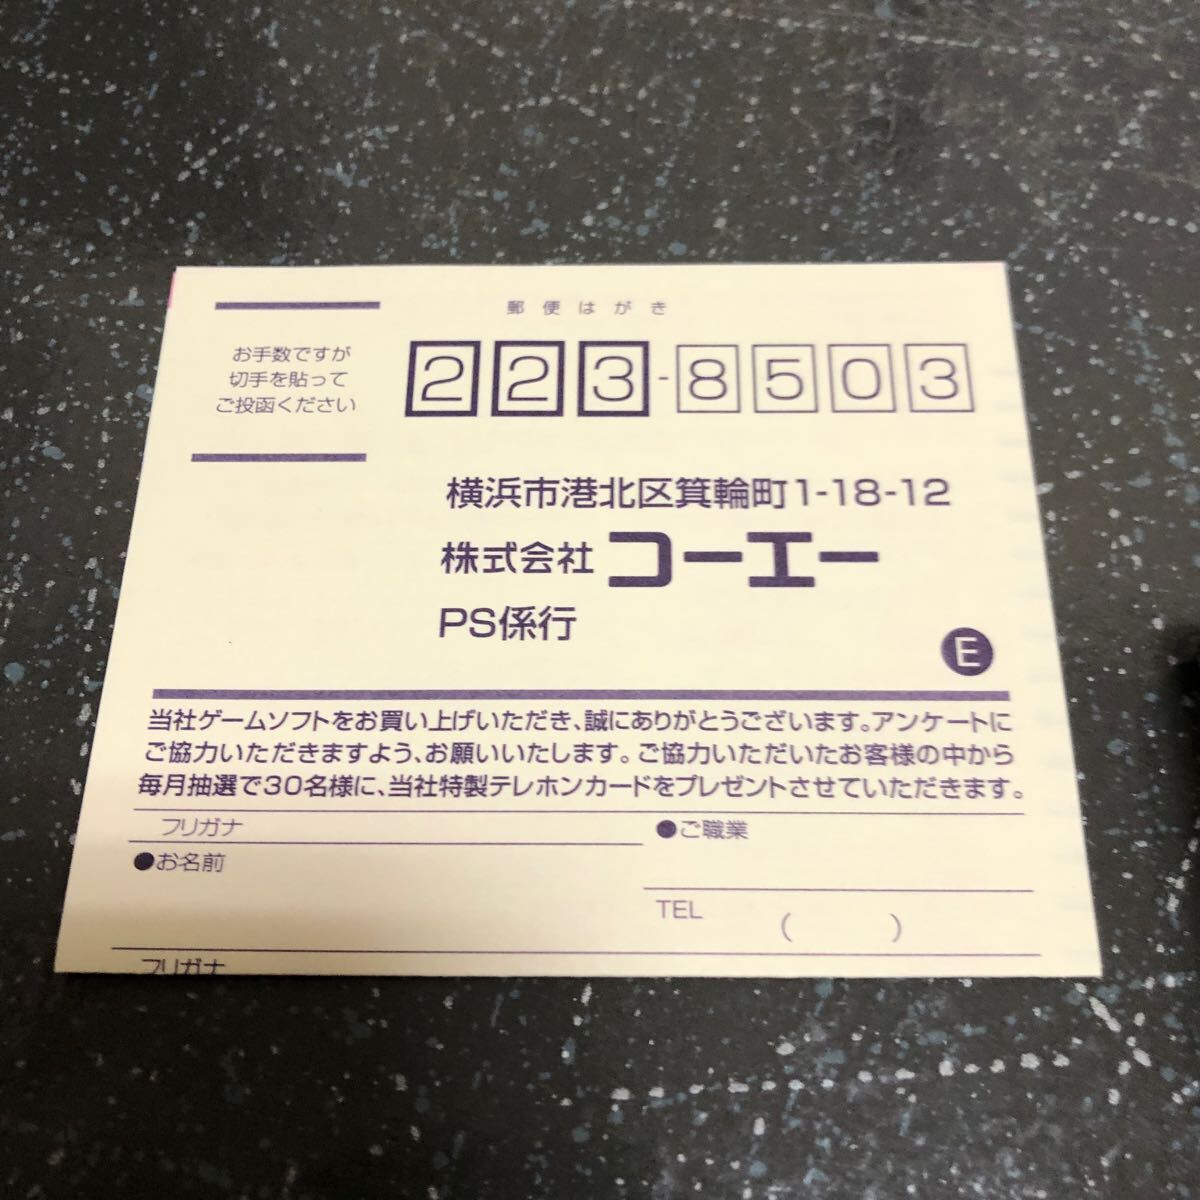 郵便はがき
お手数ですが
切手を貼って
ご投函ください
223-8503
横浜市港北区箕輪町1-18-12
株式会社 コーエー
PS係行
E
当社ゲームソフトをお買い上げいただき、誠にありがとうございます。アンケートに
ご協力いただきますよう、お願いいたします。ご協力いただいたお客様の中から
毎月抽選で30名様に、当社特製テレホンカードをプレゼントさせていただきます。
フリガナ
●ご職業
●お名前
TEL ( )
フリガナ